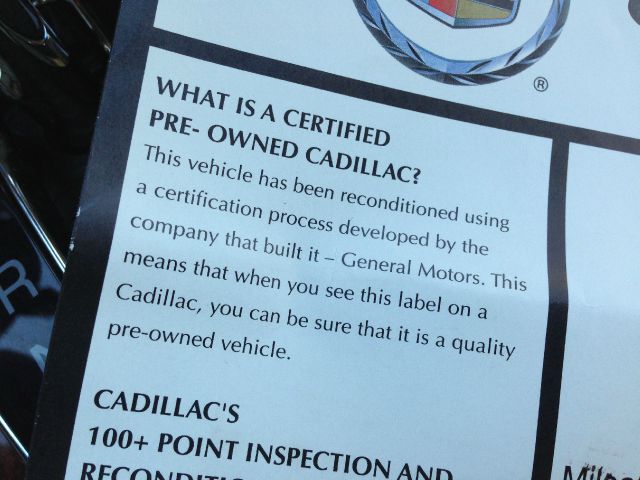 ®
WHAT IS A CERTIFIED
PRE- OWNED CADILLAC?
This vehicle has been reconditioned using
a certification process developed by the
company that built it – General Motors. This
means that when you see this label on a
Cadillac, you can be sure that it is a quality
pre-owned vehicle.
CADILLAC'S
100+ POINT INSPECTION AND
R